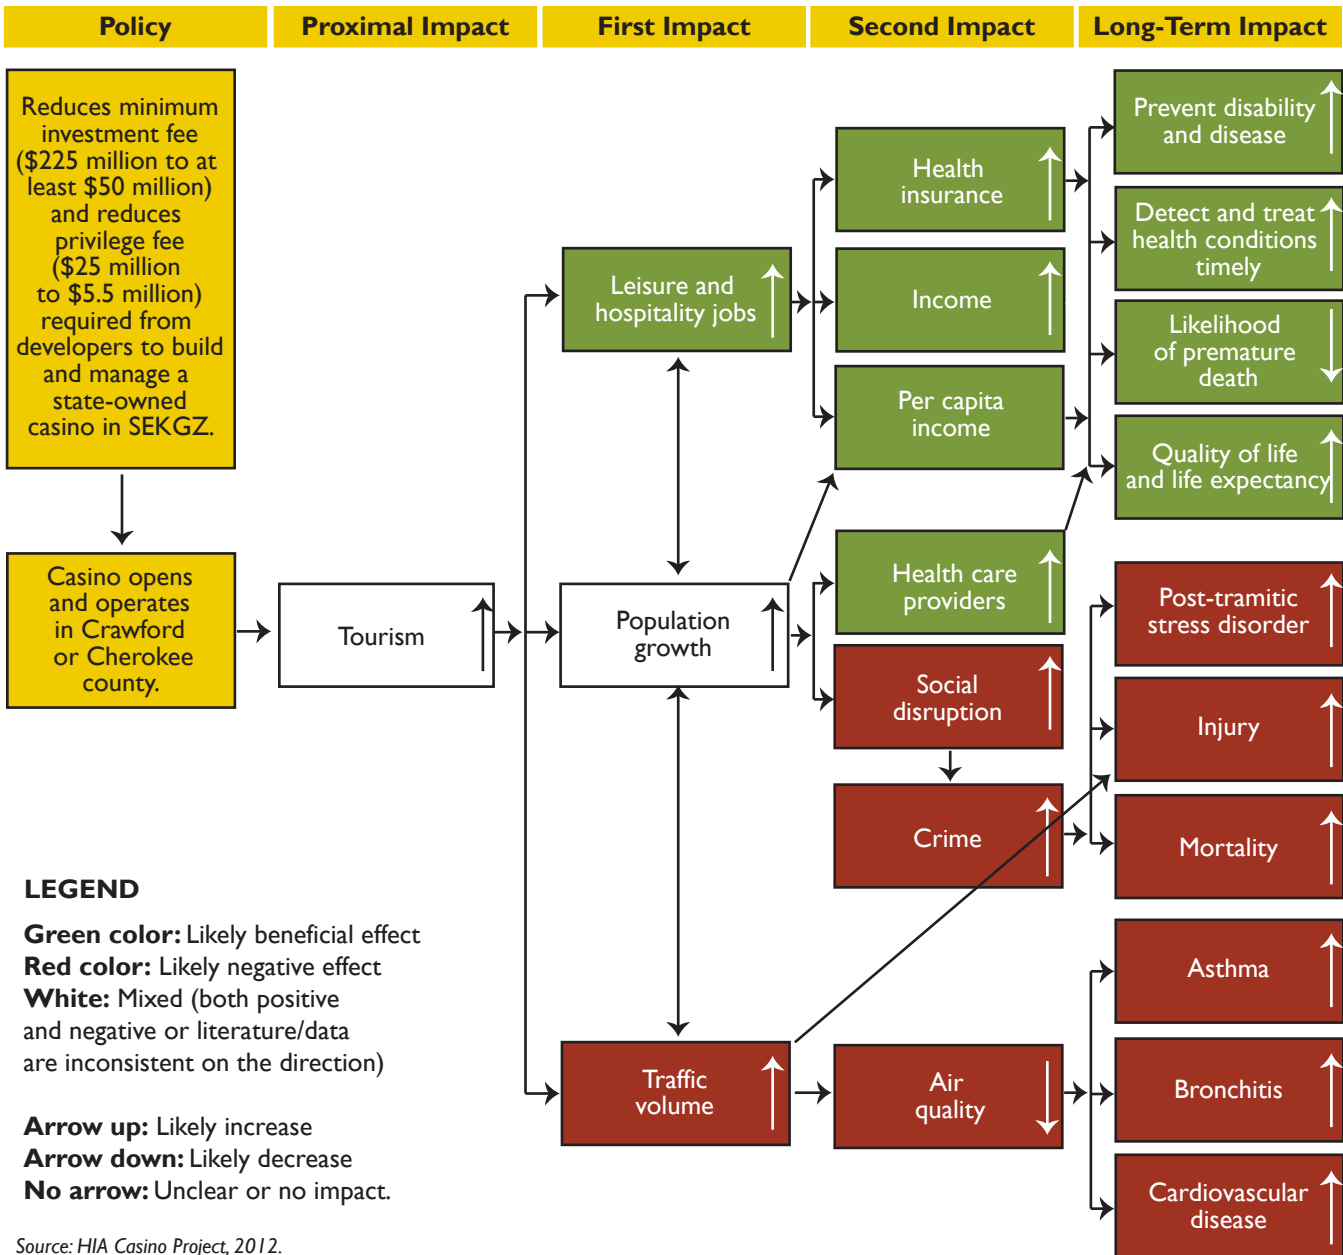 Policy
Proximal Impact
First Impact
Second Impact
Long-Term Impact
Reduces minimum
investment fee
($225 million to at
least $50 million)
and reduces
privilege fee
($25 million
to $5.5 million)
required from
developers to build
and manage a
state-owned
casino in SEKGZ.
Casino opens
and operates
in Crawford
or Cherokee
county.
Tourism
Leisure and
hospitality jobs
Population
growth
Traffic
volume
Health
insurance
Income
Per capita
income
Health care
providers
Social
disruption
Crime
Air
quality
Prevent disability
and disease
Detect and treat
health conditions
timely
Likelihood
of premature
death
Quality of life
and life expectancy
Post-tramitic
stress disorder
Injury
Mortality
Asthma
Bronchitis
Cardiovascular
disease
LEGEND
Green color: Likely beneficial effect
Red color: Likely negative effect
White: Mixed (both positive
and negative or literature/data
are inconsistent on the direction)
Arrow up: Likely increase
Arrow down: Likely decrease
No arrow: Unclear or no impact.
Source: HIA Casino Project, 2012.